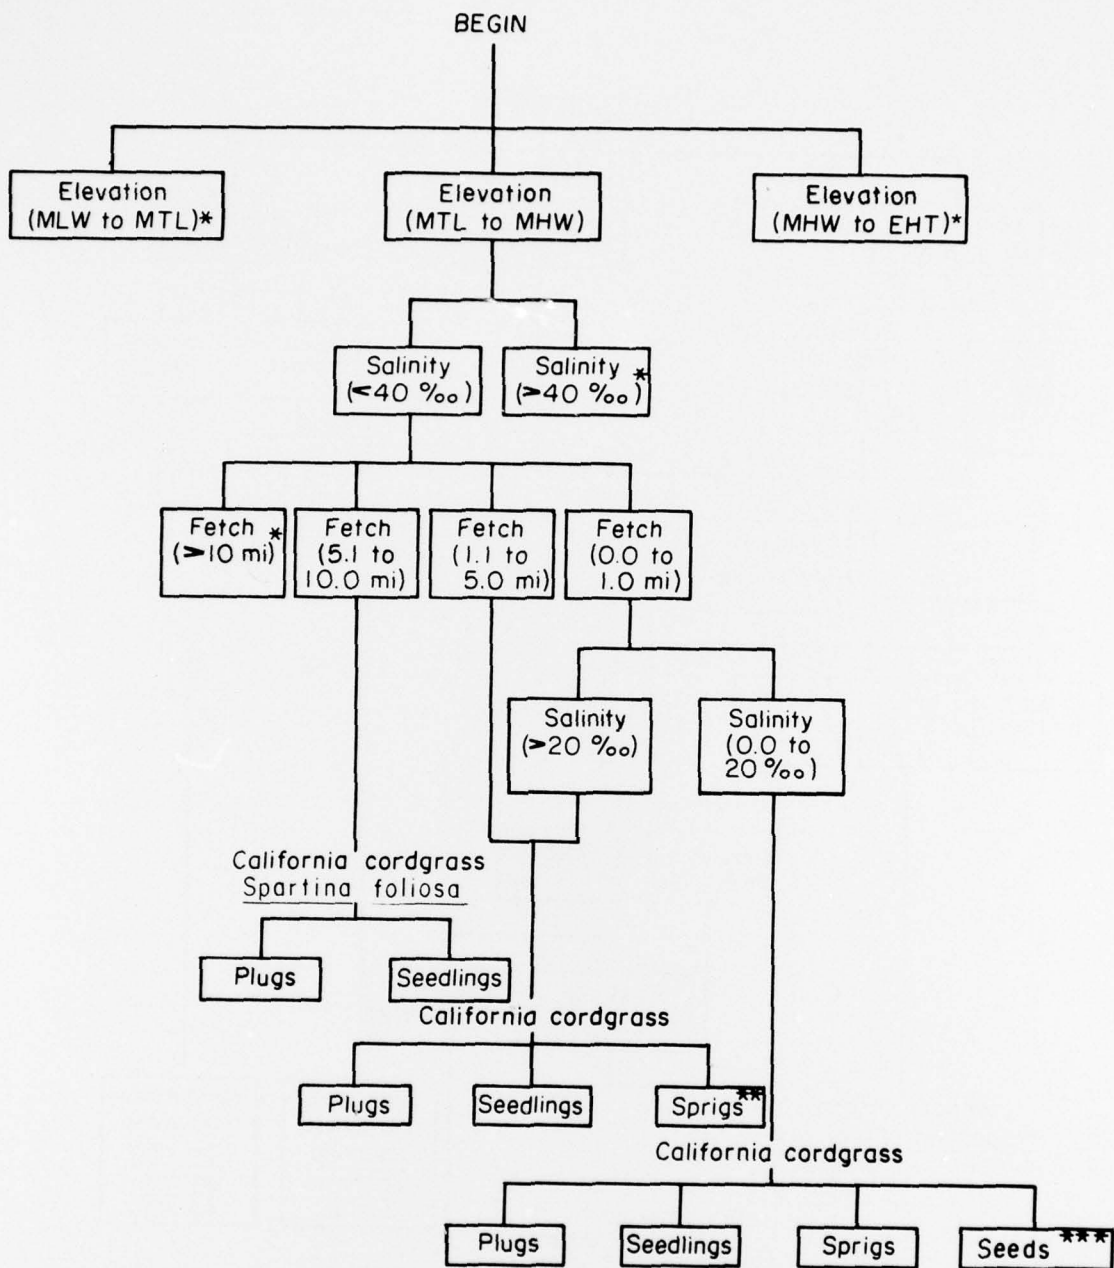 BEGIN
Elevation
(MLW to MTL)*
Elevation
(MTL to MHW)
Elevation
(MHW to EHT)*
Salinity
(<40 ‰)
Salinity
(>40 ‰)*
Fetch
(>10 mi)*
Fetch
(5.1 to
10.0 mi)
Fetch
(1.1 to
5.0 mi)
Fetch
(0.0 to
1.0 mi)
Salinity
(>20 ‰)
Salinity
(0.0 to
20 ‰)
California cordgrass
Spartina foliosa
Plugs
Seedlings
California cordgrass
Plugs
Seedlings
Sprigs**
California cordgrass
Plugs
Seedlings
Sprigs
Seeds***